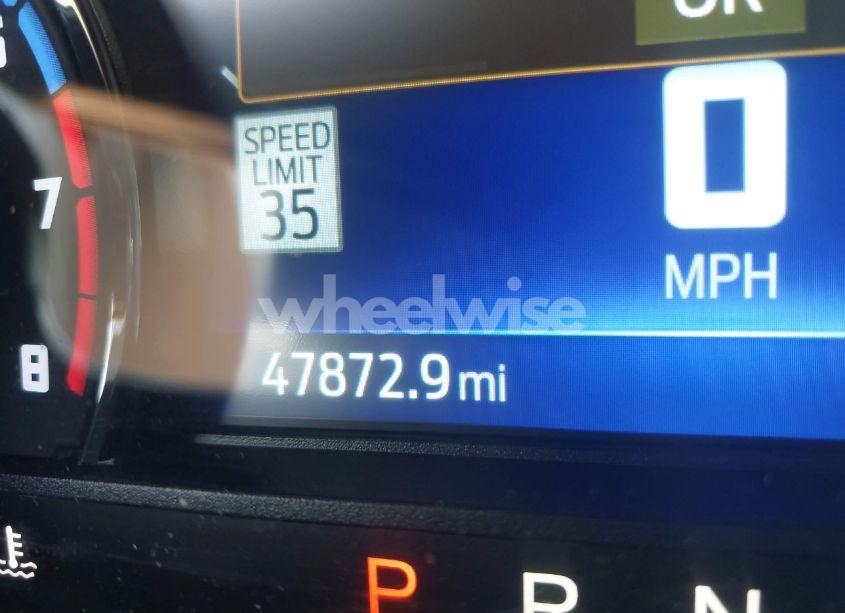 OK
SPEED
LIMIT
35
0
MPH
7
wheelwise
8
47872.9 mi
P R N